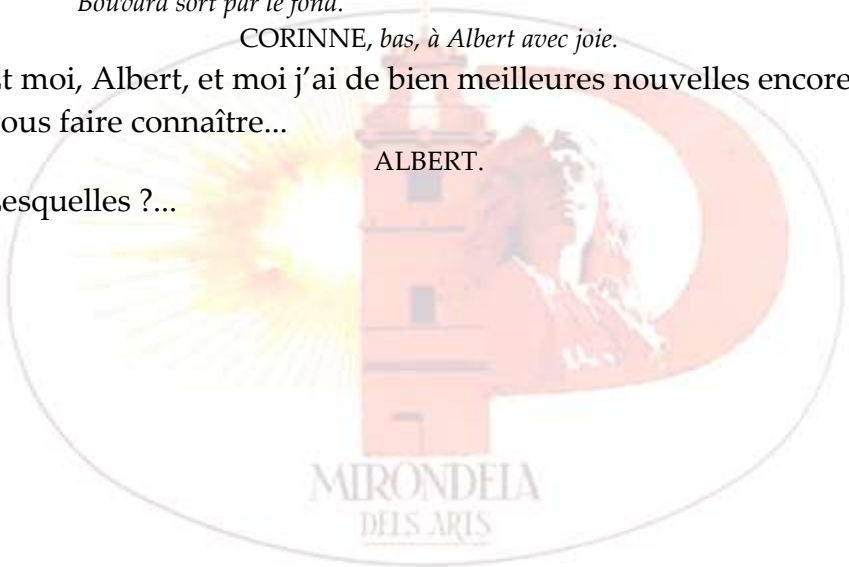 Bouvard sort par le fond.
CORINNE, bas, à Albert avec joie.
t moi, Albert, et moi j'ai de bien meilleures nouvelles encore
ous faire connaître...
ALBERT.
esquelles ?...
MIRONDELA
DELS ARTS